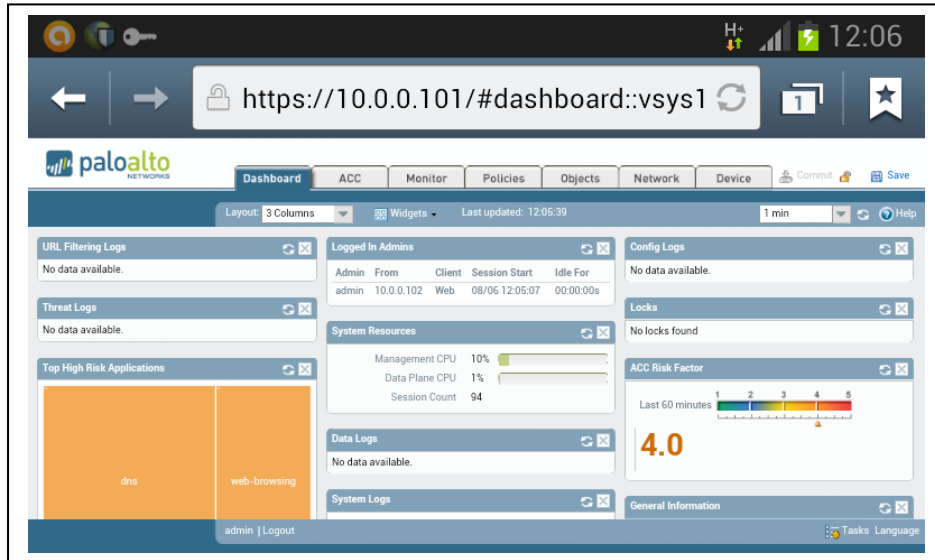 H+
12:06
https://10.0.0.101/#dashboard::vsys1
1
paloalto
NETWORKS
Dashboard ACC Monitor Policies Objects Network Device Commit Save
Layout: 3 Columns Widgets Last updated: 12:05:39 1 min Help
URL Filtering Logs
No data available.
Threat Logs
No data available.
Top High Risk Applications
dns
web-browsing
Logged In Admins
Admin From Client Session Start Idle For
admin 10.0.0.102 Web 08/06 12:05:07 00:00:00s
System Resources
Management CPU 10%
Data Plane CPU 1%
Session Count 94
Data Logs
No data available.
System Logs
Config Logs
No data available.
Locks
No locks found
ACC Risk Factor
Last 60 minutes
1 2 3 4 5
4.0
General Information
admin | Logout
Tasks Language